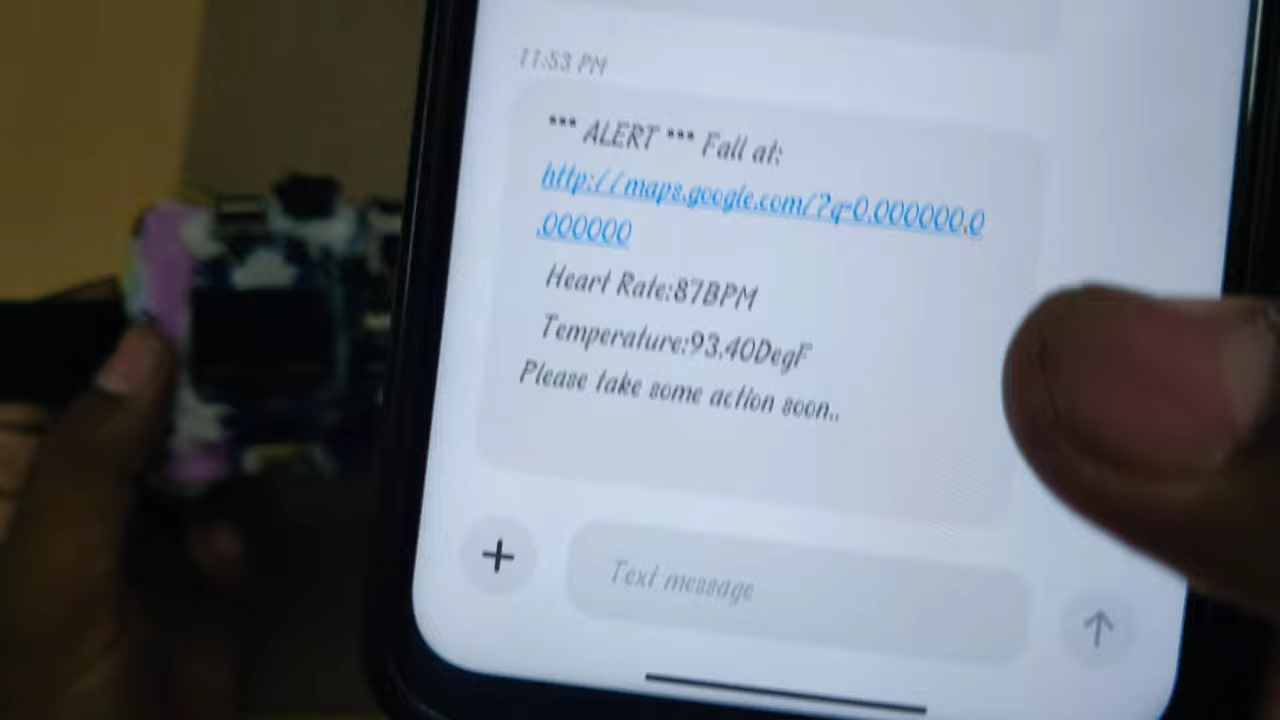 11:53 PM
*** ALERT *** Fall at:
http://maps.google.com/?q=0.000000,0
.000000
Heart Rate:87BPM
Temperature:93.40DegF
Please take some action soon..
Text message